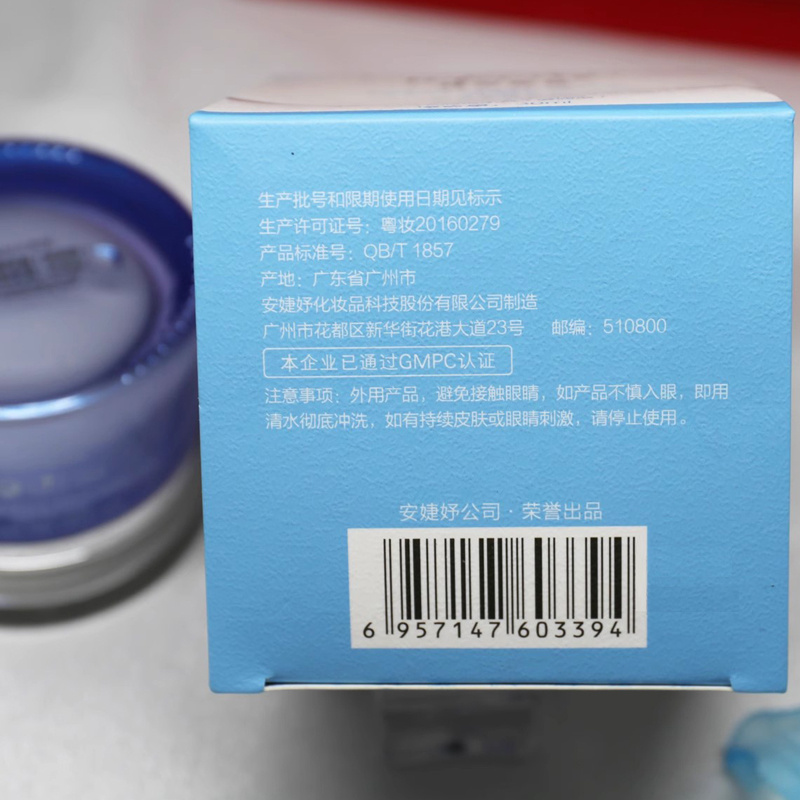 生产批号和限期使用日期见标示
生产许可证号：粤妆20160279
产品标准号：QB/T 1857
产地：广东省广州市
安婕妤化妆品科技股份有限公司制造
广州市花都区新华街花港大道23号 邮编：510800
本企业已通过GMPC认证
注意事项：外用产品，避免接触眼睛，如产品不慎入眼，即用
清水彻底冲洗，如有持续皮肤或眼睛刺激，请停止使用。
安婕妤公司·荣誉出品
6 957147 603394